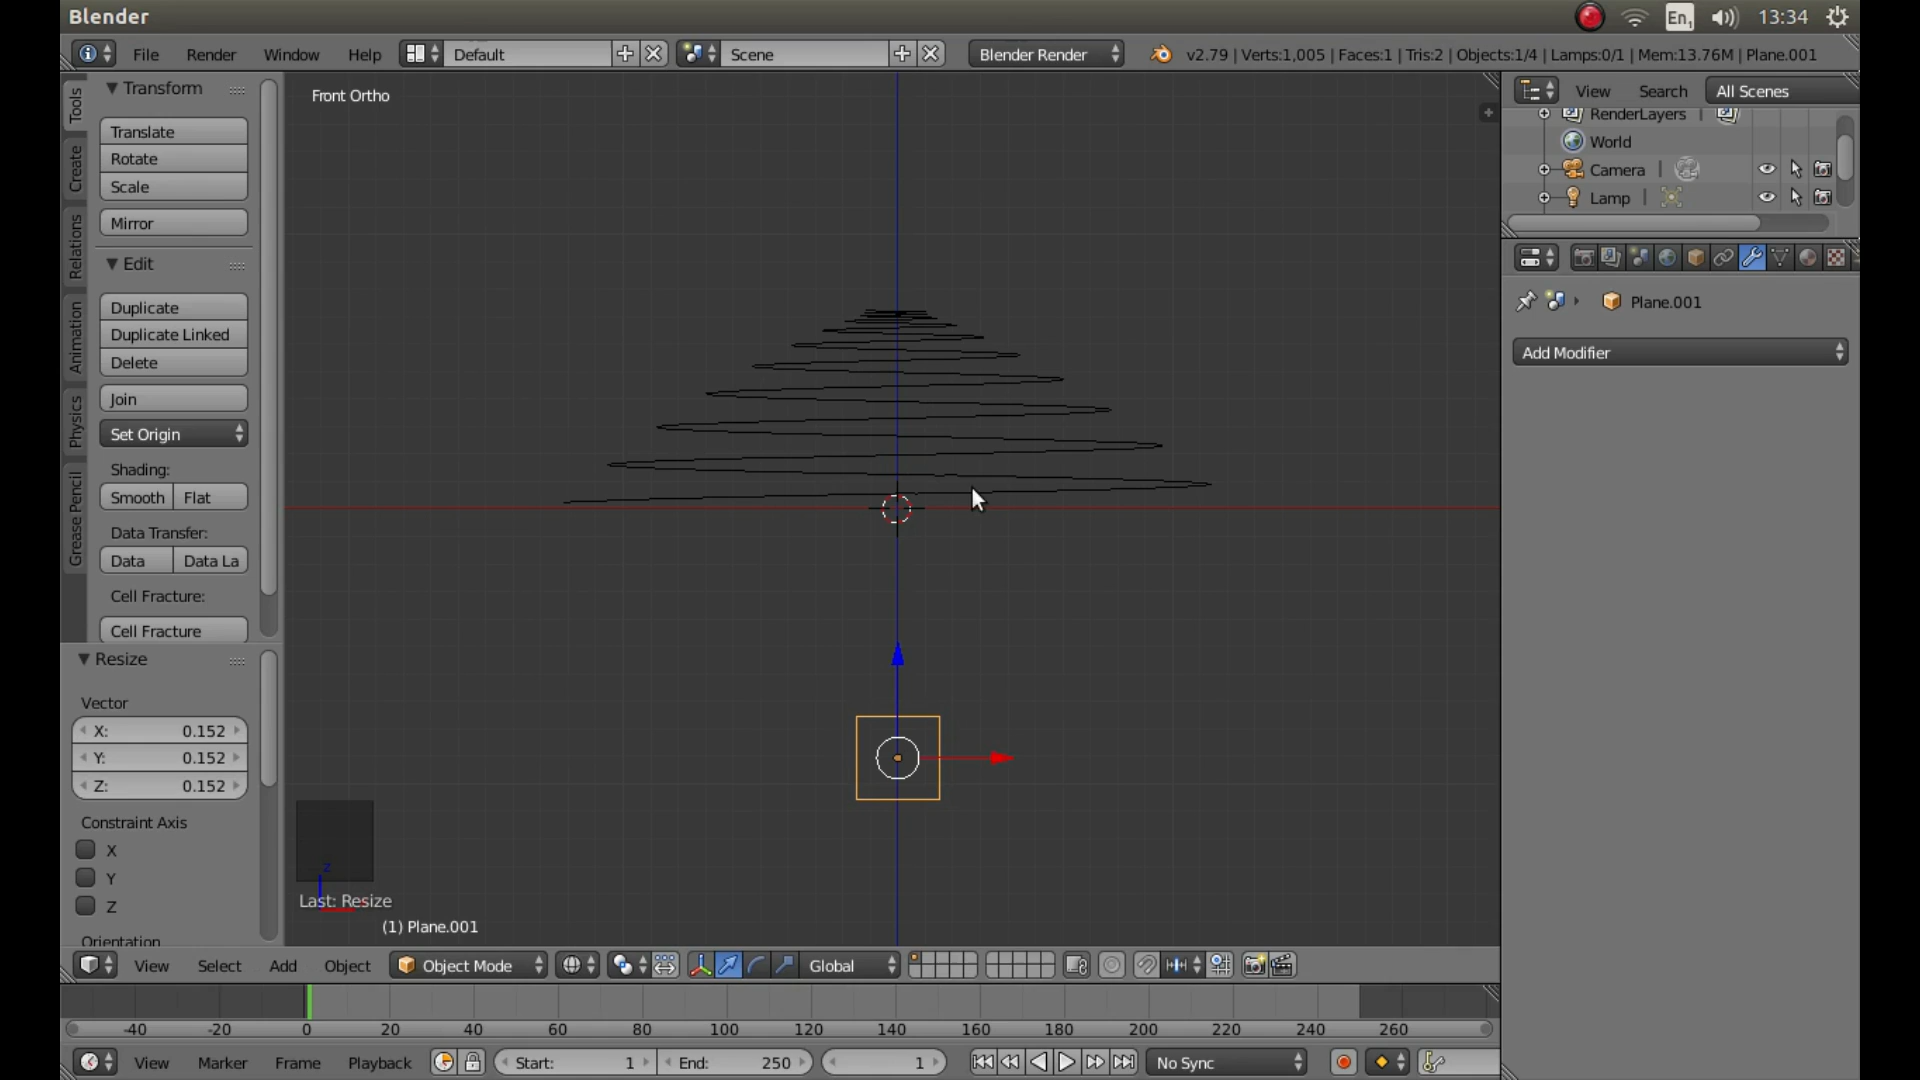 Blender
En₁ 13:34
File Render Window Help Default Scene Blender Render v2.79 | Verts:1,005 | Faces:1 | Tris:2 | Objects:1/4 | Lamps:0/1 | Mem:13.76M | Plane.001
Tools
Create
Relations
Animation
Physics
Grease Pencil
Transform
Translate
Rotate
Scale
Mirror
Edit
Duplicate
Duplicate Linked
Delete
Join
Set Origin
Shading:
Smooth Flat
Data Transfer:
Data Data La
Cell Fracture:
Cell Fracture
Resize
Vector
X: 0.152
Y: 0.152
Z: 0.152
Constraint Axis
X
Y
Z
Orientation
Front Ortho
z
Last: Resize
(1) Plane.001
View Search All Scenes
RenderLayers |
World
Camera |
Lamp |
Plane.001
Add Modifier
View Select Add Object Object Mode Global
-40 -20 0 20 40 60 80 100 120 140 160 180 200 220 240 260
View Marker Frame Playback Start: 1 End: 250 1 No Sync